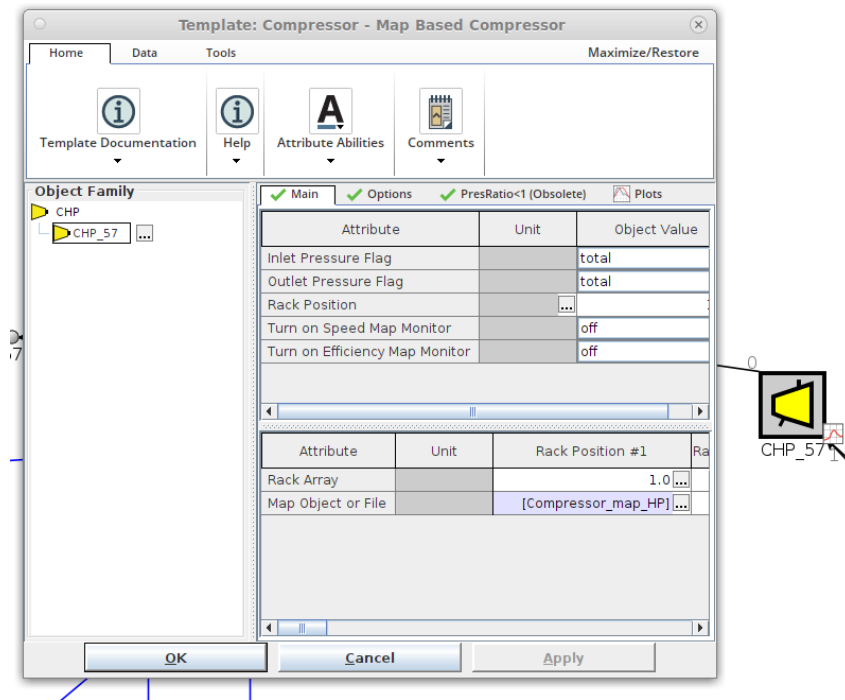 Template: Compressor - Map Based Compressor
Home Data Tools Maximize/Restore
Template Documentation Help Attribute Abilities Comments
Object Family
CHP
CHP_57 ...
Main Options PresRatio<1 (Obsolete) Plots
Attribute Unit Object Value
Inlet Pressure Flag total
Outlet Pressure Flag total
Rack Position ...
Turn on Speed Map Monitor off
Turn on Efficiency Map Monitor off
Attribute Unit Rack Position #1 Ra
Rack Array 1.0 ...
Map Object or File [Compressor_map_HP] ...
OK Cancel Apply
7
0
CHP_57
1